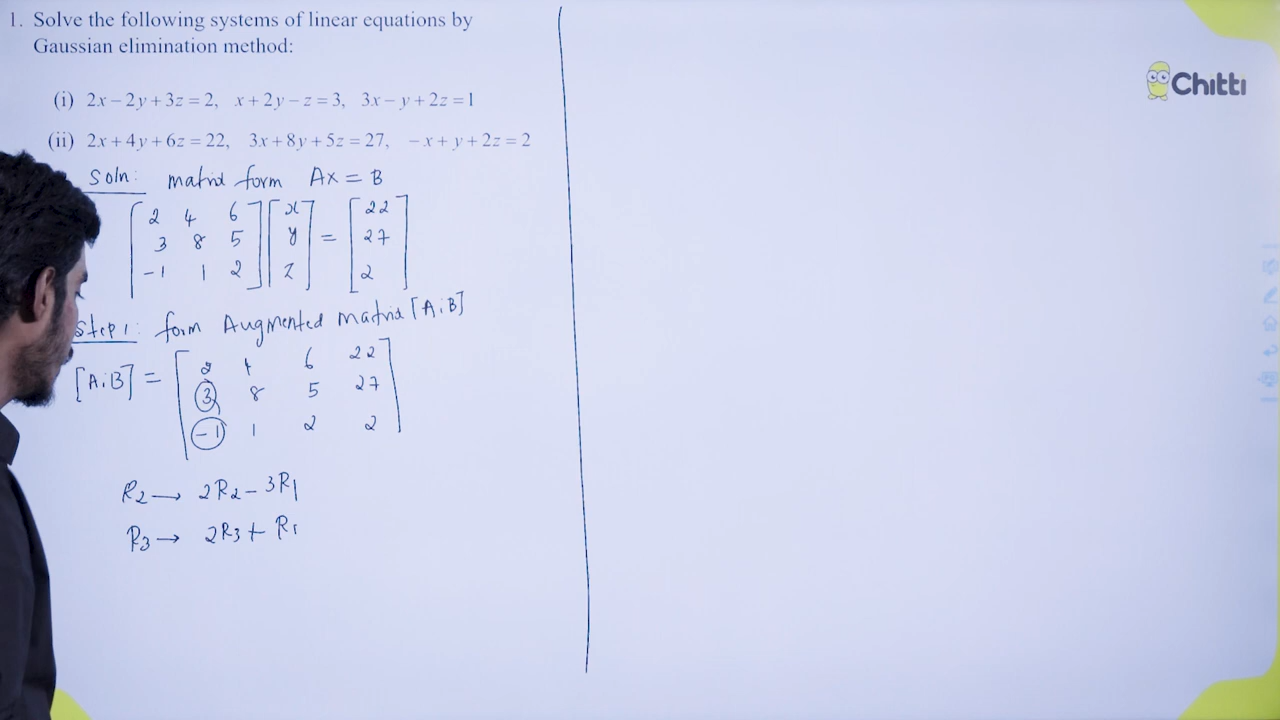 1. Solve the following systems of linear equations by
Gaussian elimination method:
(i) 2x − 2y + 3z = 2, x + 2y − z = 3, 3x − y + 2z = 1
(ii) 2x + 4y + 6z = 22, 3x + 8y + 5z = 27, −x + y + 2z = 2
Soln: matrix form AX = B
2 4 6 x 22
3 8 5 y = 27
-1 1 2 z 2
Step 1: form Augmented matrix [A:B]
2 4 6 22
[A:B] = 3 8 5 27
-1 1 2 2
R2 → 2R2 - 3R1
R3 → 2R3 + R1
Chitti